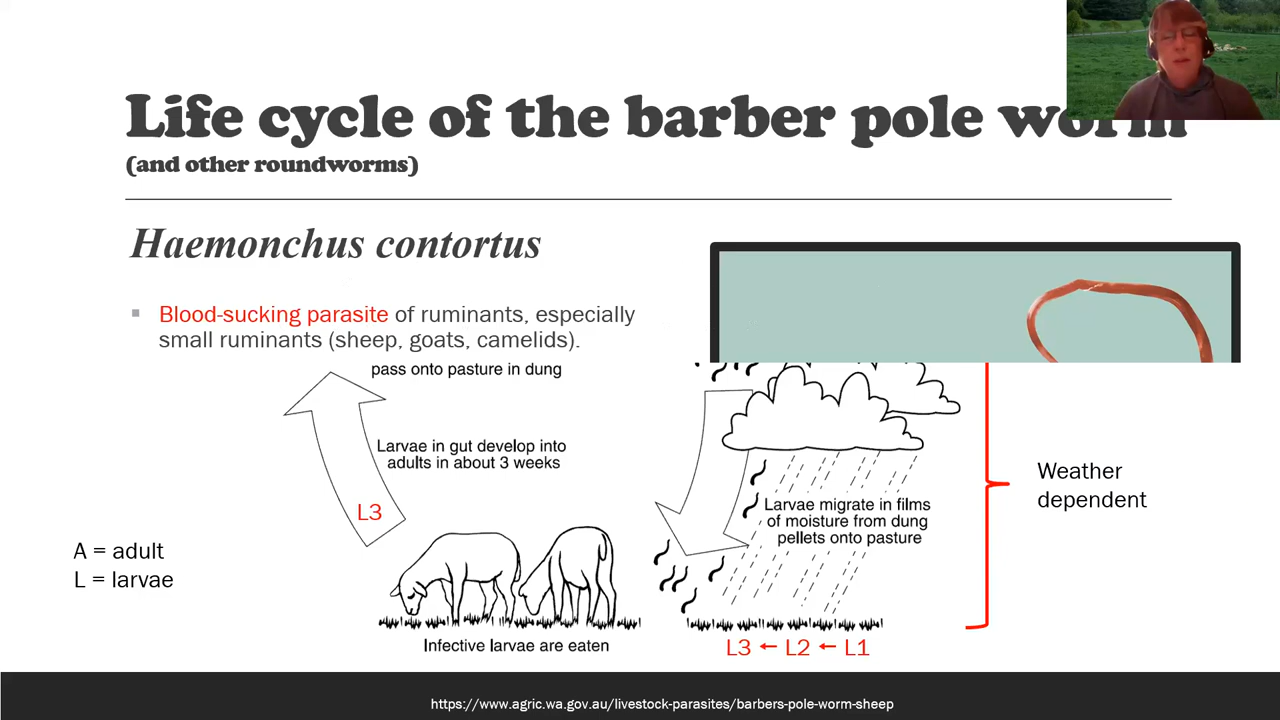 Life cycle of the barber pole worm
(and other roundworms)
Haemonchus contortus
Blood-sucking parasite of ruminants, especially
small ruminants (sheep, goats, camelids).
pass onto pasture in dung
Larvae in gut develop into
adults in about 3 weeks
L3
A = adult
L = larvae
Infective larvae are eaten
Larvae migrate in films
of moisture from dung
pellets onto pasture
L3 ← L2 ← L1
Weather
dependent
https://www.agric.wa.gov.au/livestock-parasites/barbers-pole-worm-sheep